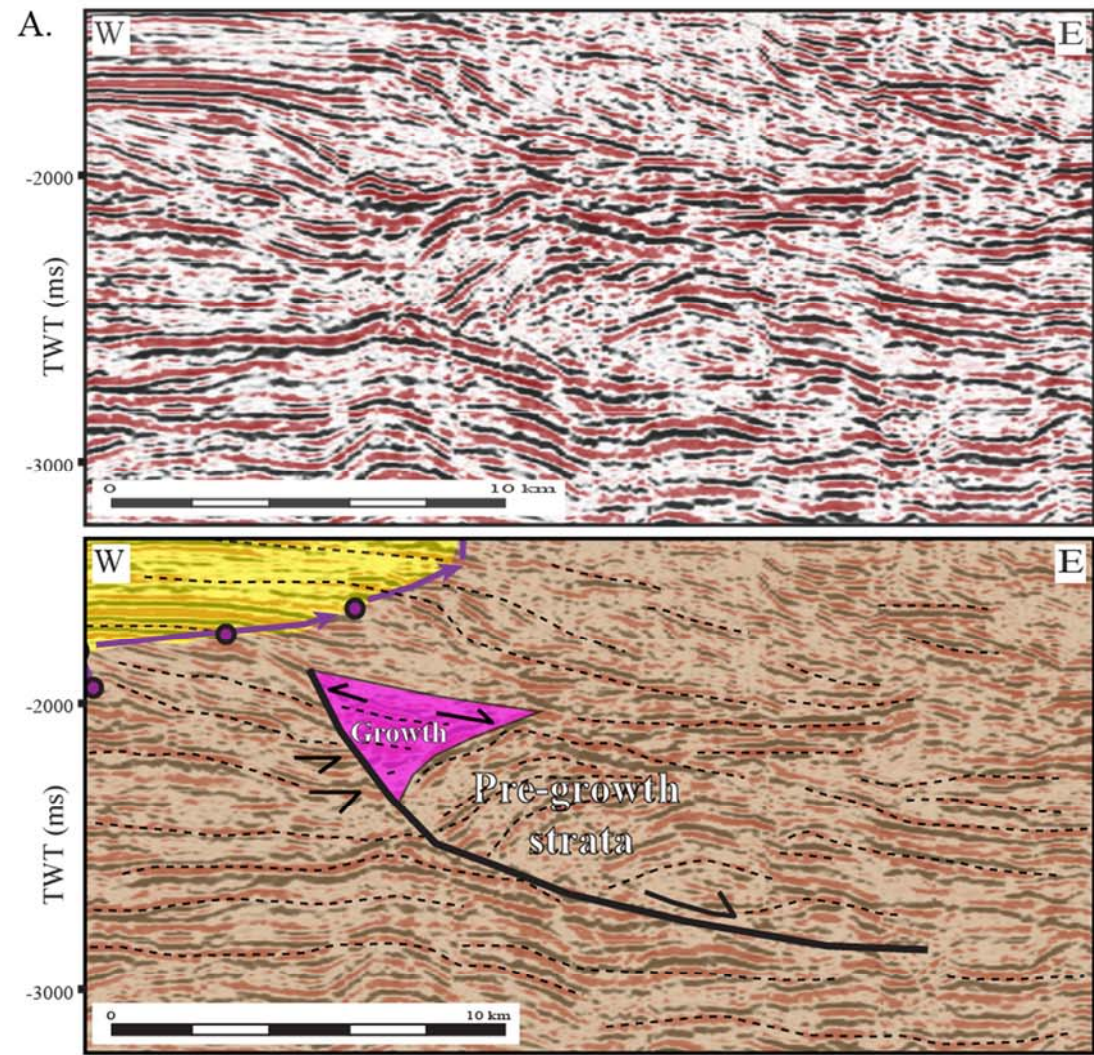 A.
W E
-2000
TWT (ms)
-3000
0 10 km
W E
-2000
Growth
Pre-growth
strata
TWT (ms)
-3000
0 10 km